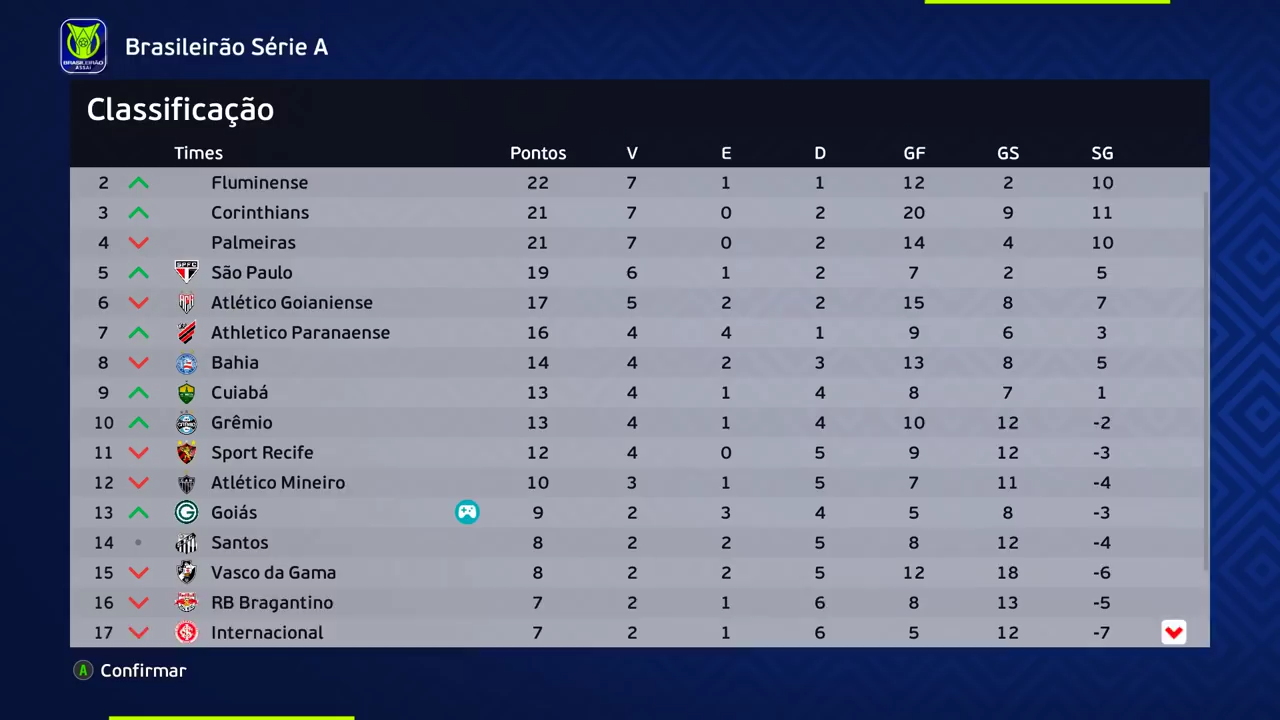 Brasileirão Série A
BRASILEIRÃO
ASSAÍ
Classificação
Times Pontos V E D GF GS SG
2 Fluminense 22 7 1 1 12 2 10
3 Corinthians 21 7 0 2 20 9 11
4 Palmeiras 21 7 0 2 14 4 10
5 São Paulo 19 6 1 2 7 2 5
6 Atlético Goianiense 17 5 2 2 15 8 7
7 Athletico Paranaense 16 4 4 1 9 6 3
8 Bahia 14 4 2 3 13 8 5
9 Cuiabá 13 4 1 4 8 7 1
10 Grêmio 13 4 1 4 10 12 -2
11 Sport Recife 12 4 0 5 9 12 -3
12 Atlético Mineiro 10 3 1 5 7 11 -4
13 Goiás 9 2 3 4 5 8 -3
14 Santos 8 2 2 5 8 12 -4
15 Vasco da Gama 8 2 2 5 12 18 -6
16 RB Bragantino 7 2 1 6 8 13 -5
17 Internacional 7 2 1 6 5 12 -7
A Confirmar